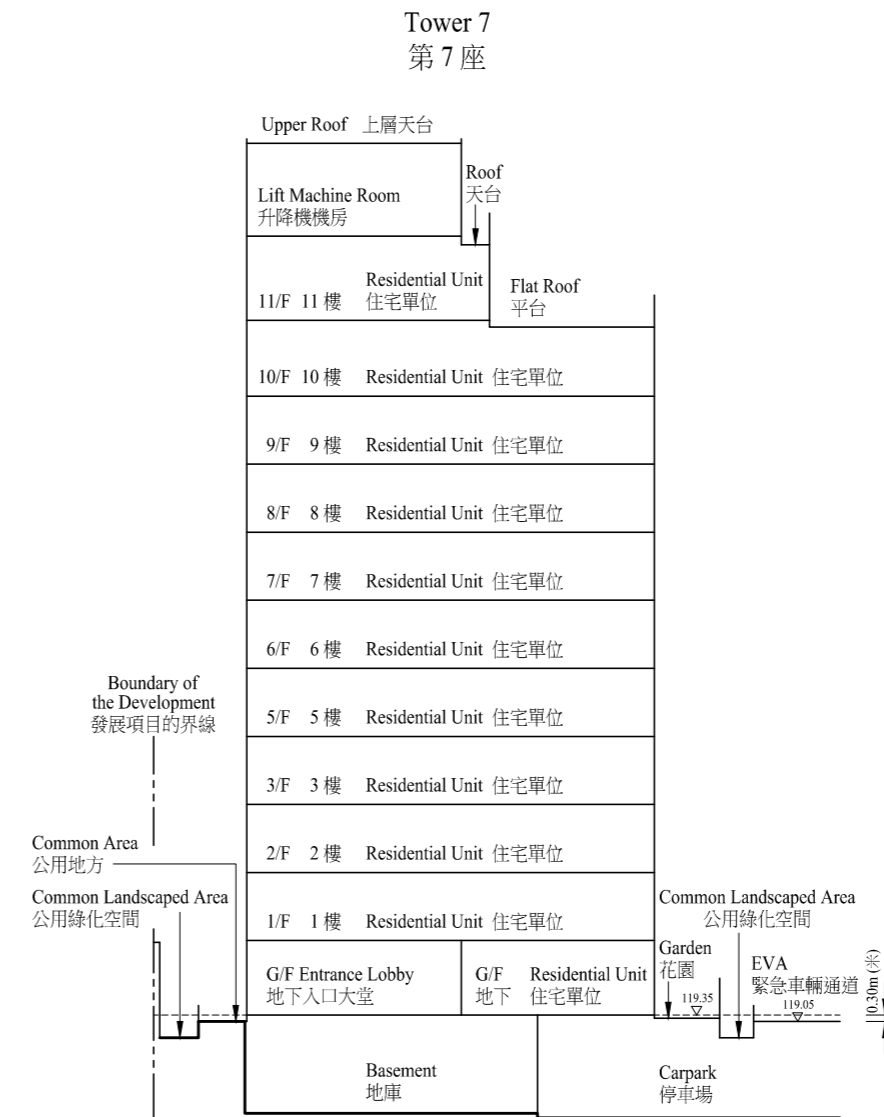 Tower 7
第 7 座
Upper Roof 上層天台
Roof
天台
Lift Machine Room
升降機機房
Residential Unit
11/F 11 樓 住宅單位
Flat Roof
平台
10/F 10 樓 Residential Unit 住宅單位
9/F 9 樓 Residential Unit 住宅單位
8/F 8 樓 Residential Unit 住宅單位
7/F 7 樓 Residential Unit 住宅單位
6/F 6 樓 Residential Unit 住宅單位
Boundary of
the Development
發展項目的界線
5/F 5 樓 Residential Unit 住宅單位
3/F 3 樓 Residential Unit 住宅單位
Common Area
公用地方
2/F 2 樓 Residential Unit 住宅單位
Common Landscaped Area
公用綠化空間
1/F 1 樓 Residential Unit 住宅單位
Common Landscaped Area
公用綠化空間
G/F Entrance Lobby
地下入口大堂
G/F Residential Unit
地下 住宅單位
Garden
花園
EVA
緊急車輛通道
119.35
119.05
0.30m (米)
Basement
地庫
Carpark
停車場